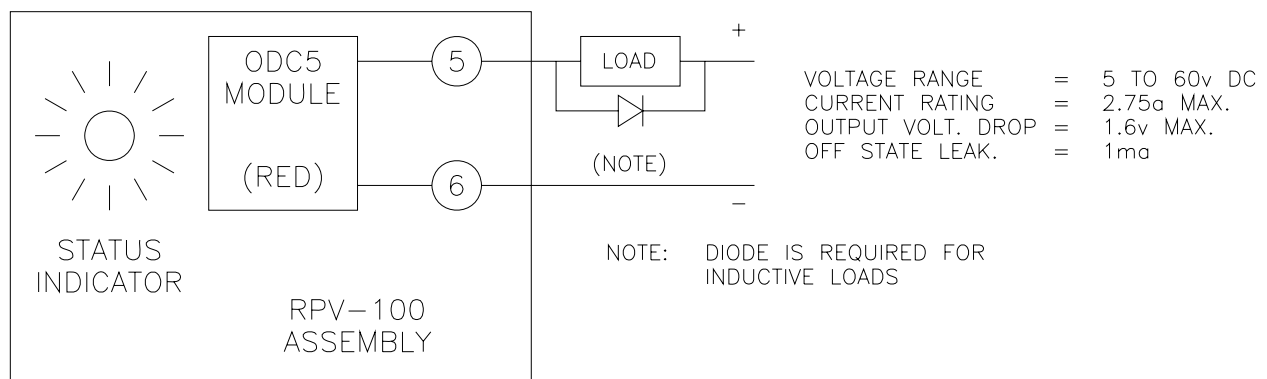 ODC5
MODULE
(RED)
5
6
STATUS
INDICATOR
RPV-100
ASSEMBLY
LOAD
+
(NOTE)
-
VOLTAGE RANGE = 5 TO 60v DC
CURRENT RATING = 2.75a MAX.
OUTPUT VOLT. DROP = 1.6v MAX.
OFF STATE LEAK. = 1ma
NOTE: DIODE IS REQUIRED FOR
INDUCTIVE LOADS